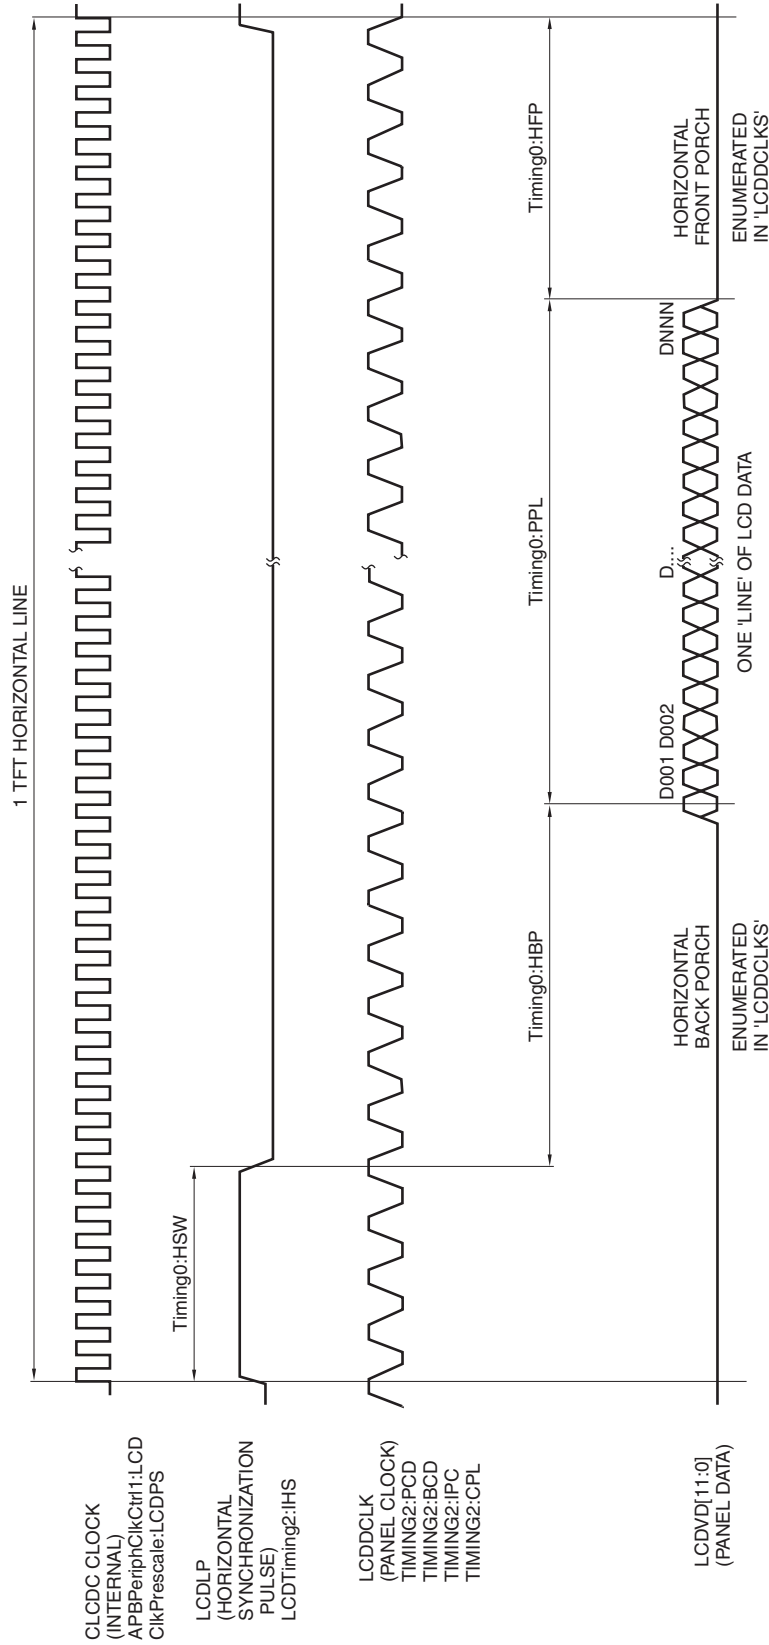 1 TFT HORIZONTAL LINE
CLCDC CLOCK
(INTERNAL)
APBPeriphClkCtrl1:LCD
ClkPrescale:LCDPS
Timing0:HSW
LCDLP
(HORIZONTAL
SYNCHRONIZATION
PULSE)
LCDTiming2:IHS
LCDDCLK
(PANEL CLOCK)
TIMING2:PCD
TIMING2:BCD
TIMING2:IPC
TIMING2:CPL
Timing0:HBP
Timing0:PPL
Timing0:HFP
D001 D002
D....
DNNN
LCDVD[11:0]
(PANEL DATA)
HORIZONTAL
BACK PORCH
ENUMERATED
IN 'LCDDCLKS'
ONE 'LINE' OF LCD DATA
HORIZONTAL
FRONT PORCH
ENUMERATED
IN 'LCDDCLKS'